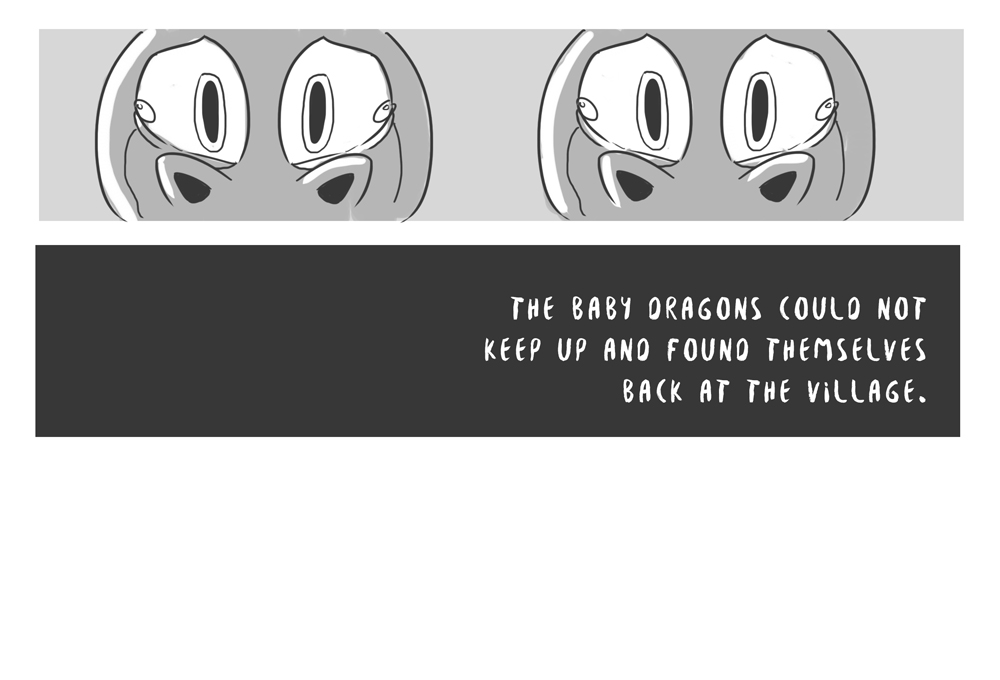 THE BABY DRAGONS COULD NOT
KEEP UP AND FOUND THEMSELVES
BACK AT THE VILLAGE.